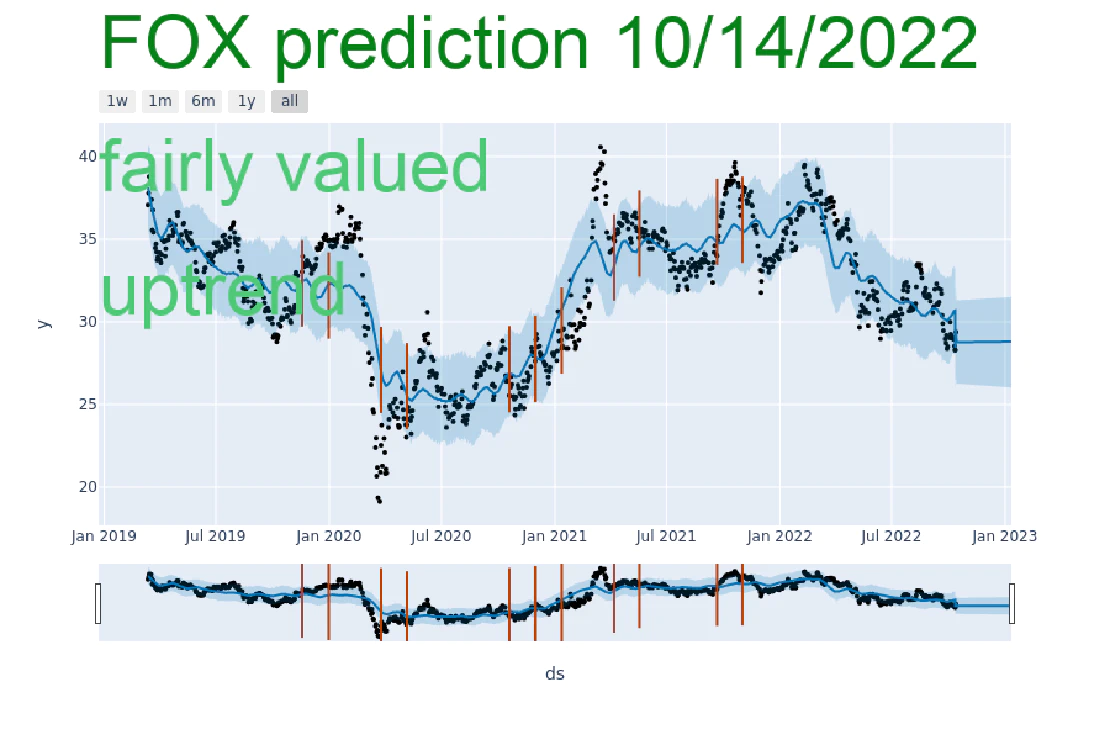 FOX prediction 10/14/2022
1w 1m 6m 1y all
fairly valued
uptrend
40
35
30
25
20
y
Jan 2019 Jul 2019 Jan 2020 Jul 2020 Jan 2021 Jul 2021 Jan 2022 Jul 2022 Jan 2023
ds